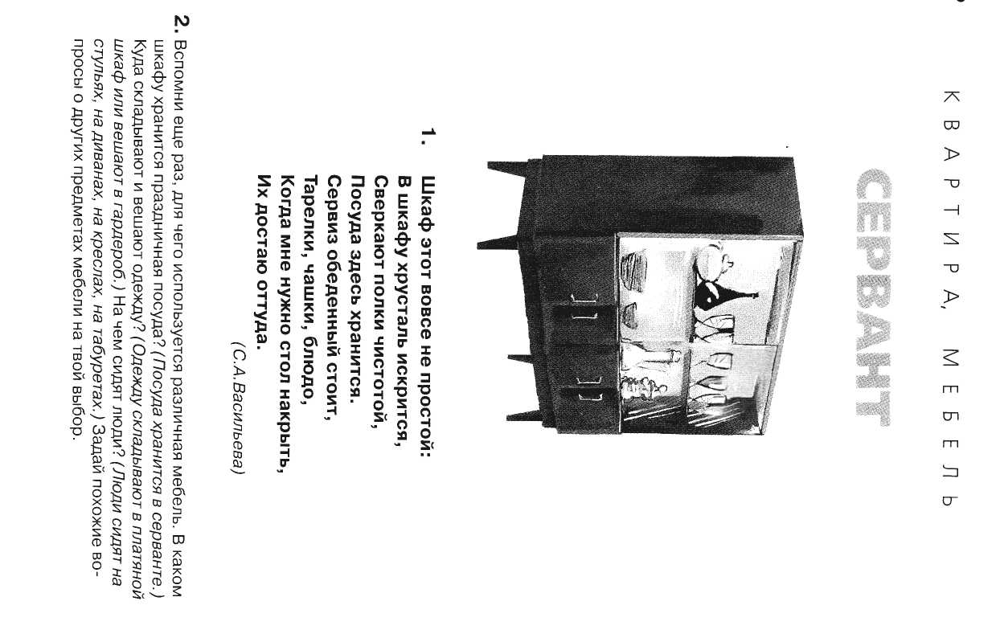 КВАРТИРА, МЕБЕЛЬ
СЕРВАНТ
1. Шкаф этот вовсе не простой:
В шкафу хрусталь искрится,
Сверкают полки чистотой,
Посуда здесь хранится.
Сервиз обеденный стоит,
Тарелки, чашки, блюдо,
Когда мне нужно стол накрыть,
Их достаю оттуда.
(С.А.Васильева)
2. Вспомни еще раз, для чего используется различная мебель. В каком
шкафу хранится праздничная посуда? (Посуда хранится в серванте.)
Куда складывают и вешают одежду? (Одежду складывают в платяной
шкаф или вешают в гардероб.) На чем сидят люди? (Люди сидят на
стульях, на диванах, на креслах, на табуретах.) Задай похожие во-
просы о других предметах мебели на твой выбор.